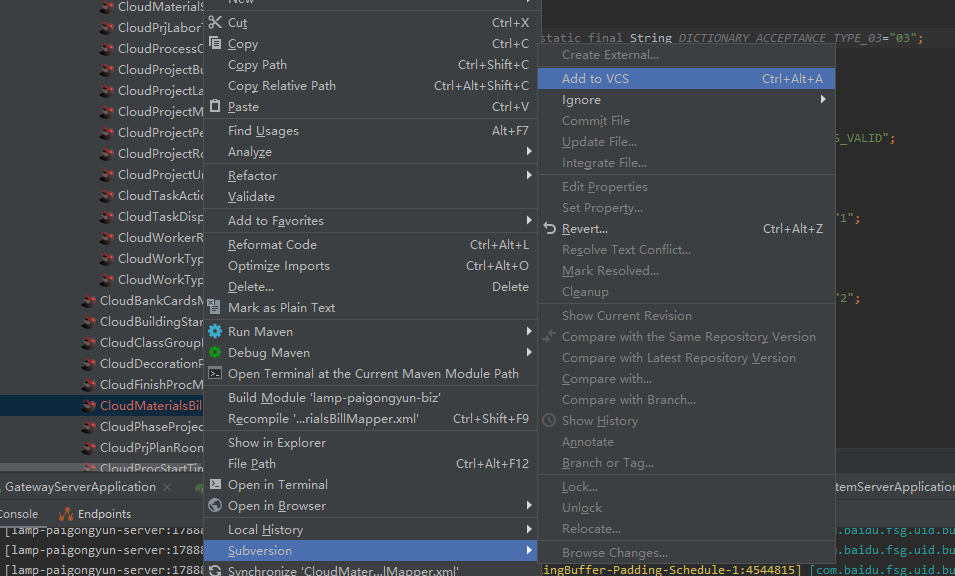 CloudMaterialS
CloudPrjLabor
CloudProcessC
CloudProjectBu
CloudProjectLa
CloudProjectM
CloudProjectPe
CloudProjectRo
CloudProjectUn
CloudTaskActic
CloudTaskDisp
CloudWorkerR
CloudWorkTyp
CloudWorkTyp
CloudBankCardsM
CloudBuildingStar
CloudClassGroup
CloudDecorationP
CloudFinishProcM
CloudMaterialsBil
CloudPhaseProjec
CloudPrjPlanRoon
CloudProcStartTin
New
Cut Ctrl+X
Copy Ctrl+C
Copy Path Ctrl+Shift+C
Copy Relative Path Ctrl+Alt+Shift+C
Paste Ctrl+V
Find Usages Alt+F7
Analyze
Refactor
Validate
Add to Favorites
Reformat Code Ctrl+Alt+L
Optimize Imports Ctrl+Alt+O
Delete... Delete
Mark as Plain Text
Run Maven
Debug Maven
Open Terminal at the Current Maven Module Path
Build Module 'lamp-paigongyun-biz'
Recompile '...rialsBillMapper.xml' Ctrl+Shift+F9
Show in Explorer
File Path Ctrl+Alt+F12
Open in Terminal
Open in Browser
Local History
Subversion
Synchronize 'CloudMater...lMapper.xml'
static final String DICTIONARY_ACCEPTANCE_TYPE_03="03";
Create External...
Add to VCS Ctrl+Alt+A
Ignore
Commit File
Update File...
Integrate File...
Edit Properties
Set Property...
Revert... Ctrl+Alt+Z
Resolve Text Conflict...
Mark Resolved...
Cleanup
Show Current Revision
Compare with the Same Repository Version
Compare with Latest Repository Version
Compare with...
Compare with Branch...
Show History
Annotate
Branch or Tag...
Lock...
Unlock
Relocate...
Browse Changes...
S_VALID";
"1";
"2";
GatewayServerApplication
temServerApplication
Console Endpoints
[lamp-paigongyun-server:17888
.baidu.fsg.uid.bu
[lamp-paigongyun-server:17888
.baidu.fsg.uid.bu
[lamp-paigongyun-server:17888
ingBuffer-Padding-Schedule-1:4544815] [com.baidu.fsg.uid.bu